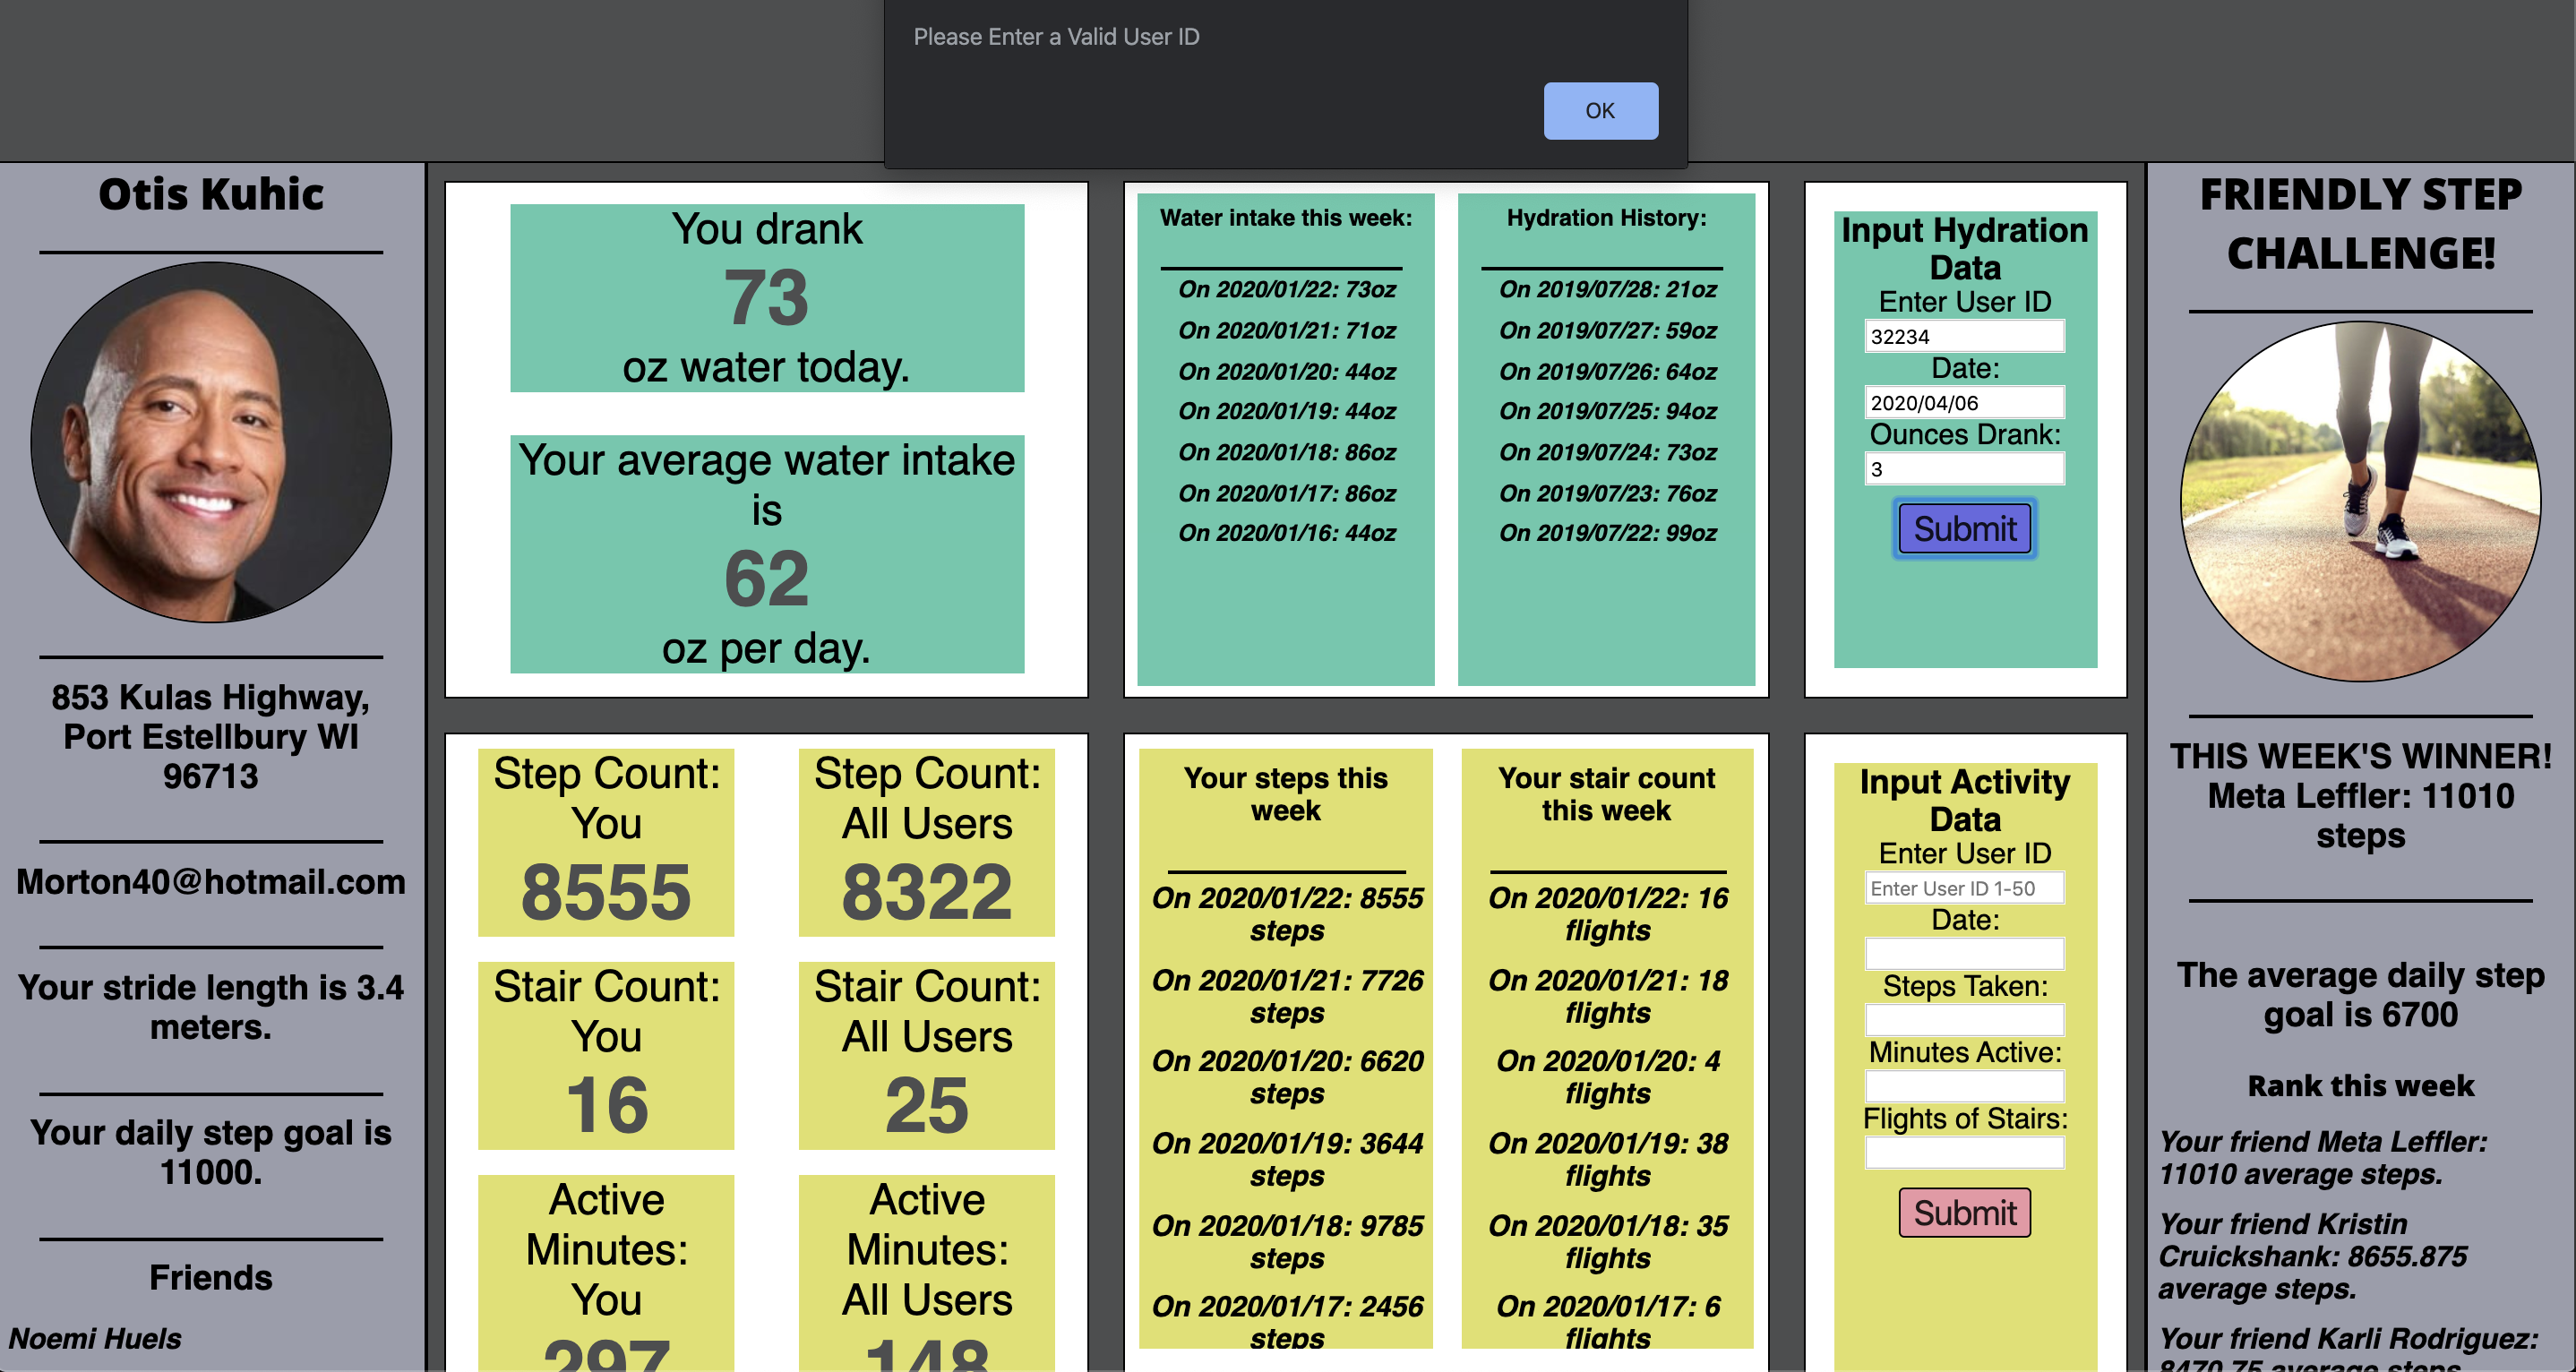 Please Enter a Valid User ID
OK
Otis Kuhic
853 Kulas Highway,
Port Estellbury WI
96713
Morton40@hotmail.com
Your stride length is 3.4
meters.
Your daily step goal is
11000.
Friends
Noemi Huels
You drank
73
oz water today.
Your average water intake
is
62
oz per day.
Water intake this week:
On 2020/01/22: 73oz
On 2020/01/21: 71oz
On 2020/01/20: 44oz
On 2020/01/19: 44oz
On 2020/01/18: 86oz
On 2020/01/17: 86oz
On 2020/01/16: 44oz
Hydration History:
On 2019/07/28: 21oz
On 2019/07/27: 59oz
On 2019/07/26: 64oz
On 2019/07/25: 94oz
On 2019/07/24: 73oz
On 2019/07/23: 76oz
On 2019/07/22: 99oz
Input Hydration
Data
Enter User ID
32234
Date:
2020/04/06
Ounces Drank:
3
Submit
Step Count:
You
8555
Step Count:
All Users
8322
Stair Count:
You
16
Stair Count:
All Users
25
Active
Minutes:
You
297
Active
Minutes:
All Users
148
Your steps this
week
On 2020/01/22: 8555
steps
On 2020/01/21: 7726
steps
On 2020/01/20: 6620
steps
On 2020/01/19: 3644
steps
On 2020/01/18: 9785
steps
On 2020/01/17: 2456
steps
Your stair count
this week
On 2020/01/22: 16
flights
On 2020/01/21: 18
flights
On 2020/01/20: 4
flights
On 2020/01/19: 38
flights
On 2020/01/18: 35
flights
On 2020/01/17: 6
flights
Input Activity
Data
Enter User ID
Enter User ID 1-50
Date:
Steps Taken:
Minutes Active:
Flights of Stairs:
Submit
FRIENDLY STEP
CHALLENGE!
THIS WEEK'S WINNER!
Meta Leffler: 11010
steps
The average daily step
goal is 6700
Rank this week
Your friend Meta Leffler:
11010 average steps.
Your friend Kristin
Cruickshank: 8655.875
average steps.
Your friend Karli Rodriguez:
8470.75 average steps